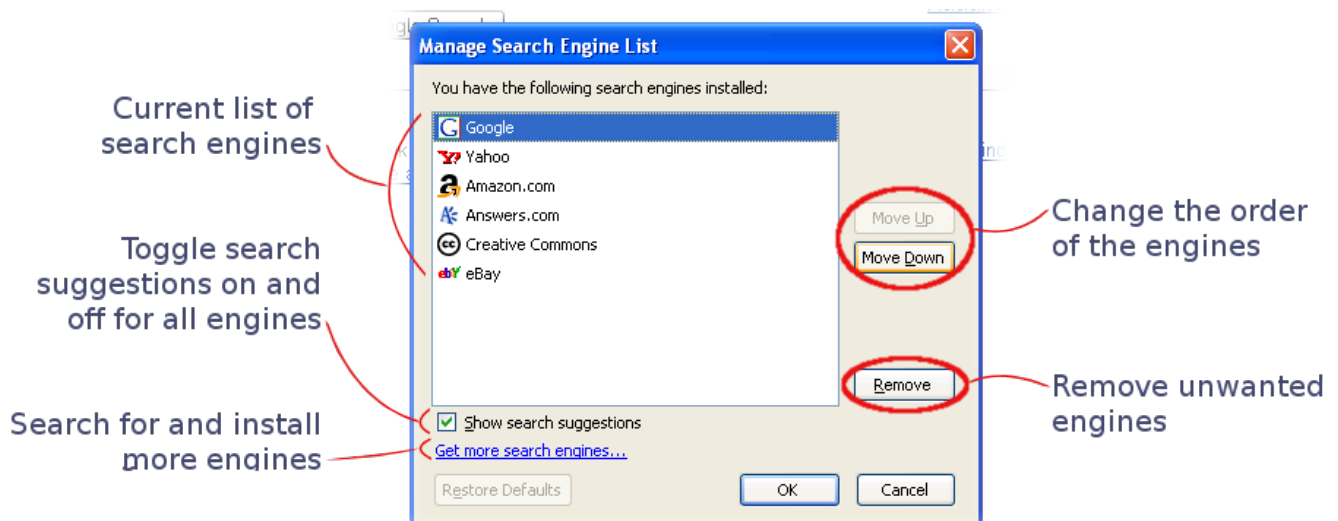 Manage Search Engine List
You have the following search engines installed:
Current list of
search engines
Google
Yahoo
Amazon.com
Answers.com
Creative Commons
eBay
Move Up
Move Down
Change the order
of the engines
Toggle search
suggestions on and
off for all engines
Remove
Remove unwanted
engines
Show search suggestions
Search for and install
more engines
Get more search engines...
Restore Defaults
OK
Cancel